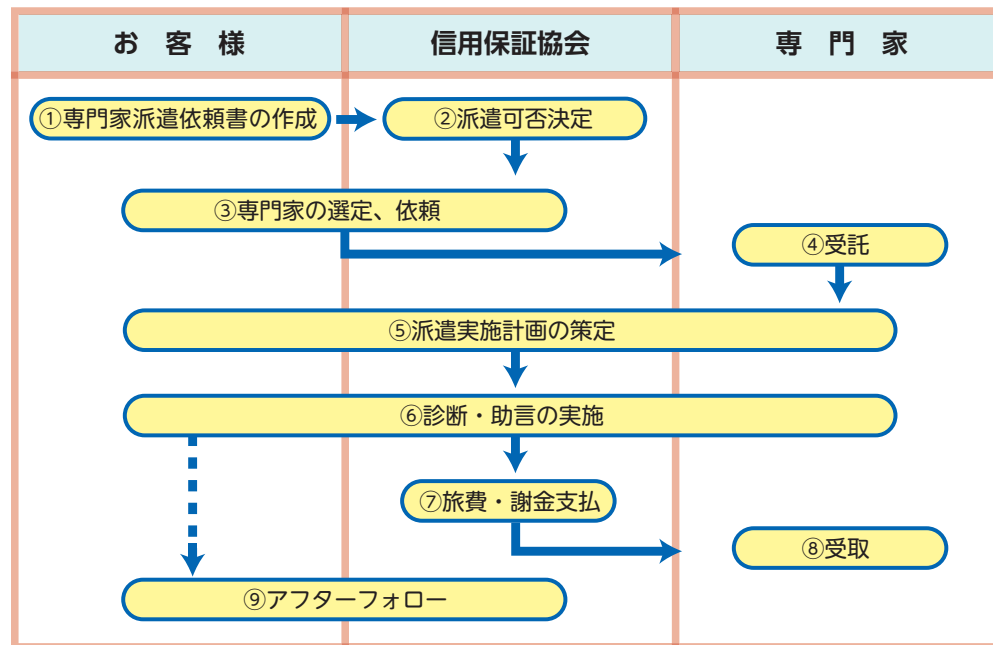 お客様
信用保証協会
専門家
①専門家派遣依頼書の作成
②派遣可否決定
③専門家の選定、依頼
④受託
⑤派遣実施計画の策定
⑥診断・助言の実施
⑦旅費・謝金支払
⑧受取
⑨アフターフォロー